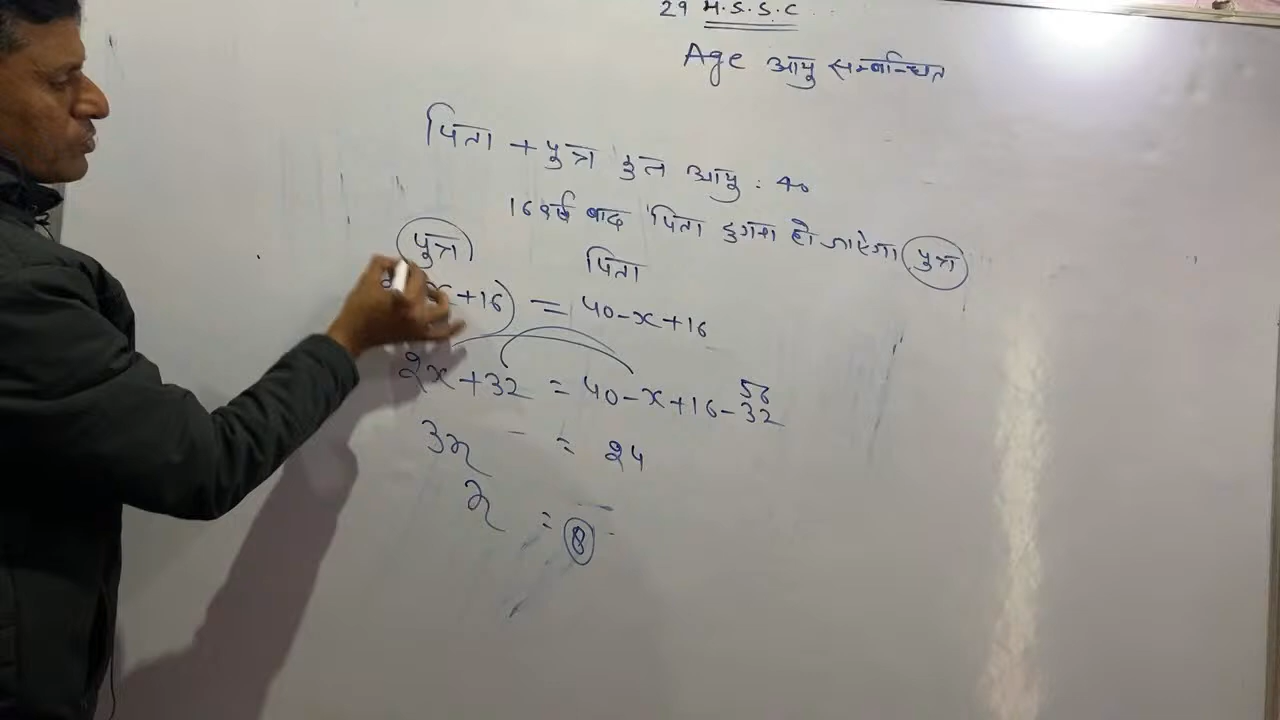 29 H.S.S.C
Age आयु सम्बन्धित
पिता + पुत्र कुल आयु : 40
16 वर्ष बाद पिता दुगना हो जाऐगा पुत्र
पुत्र पिता
x+16) = 40-x+16
2x+32 = 40-x+16-32
56
3x = 24
x = 8